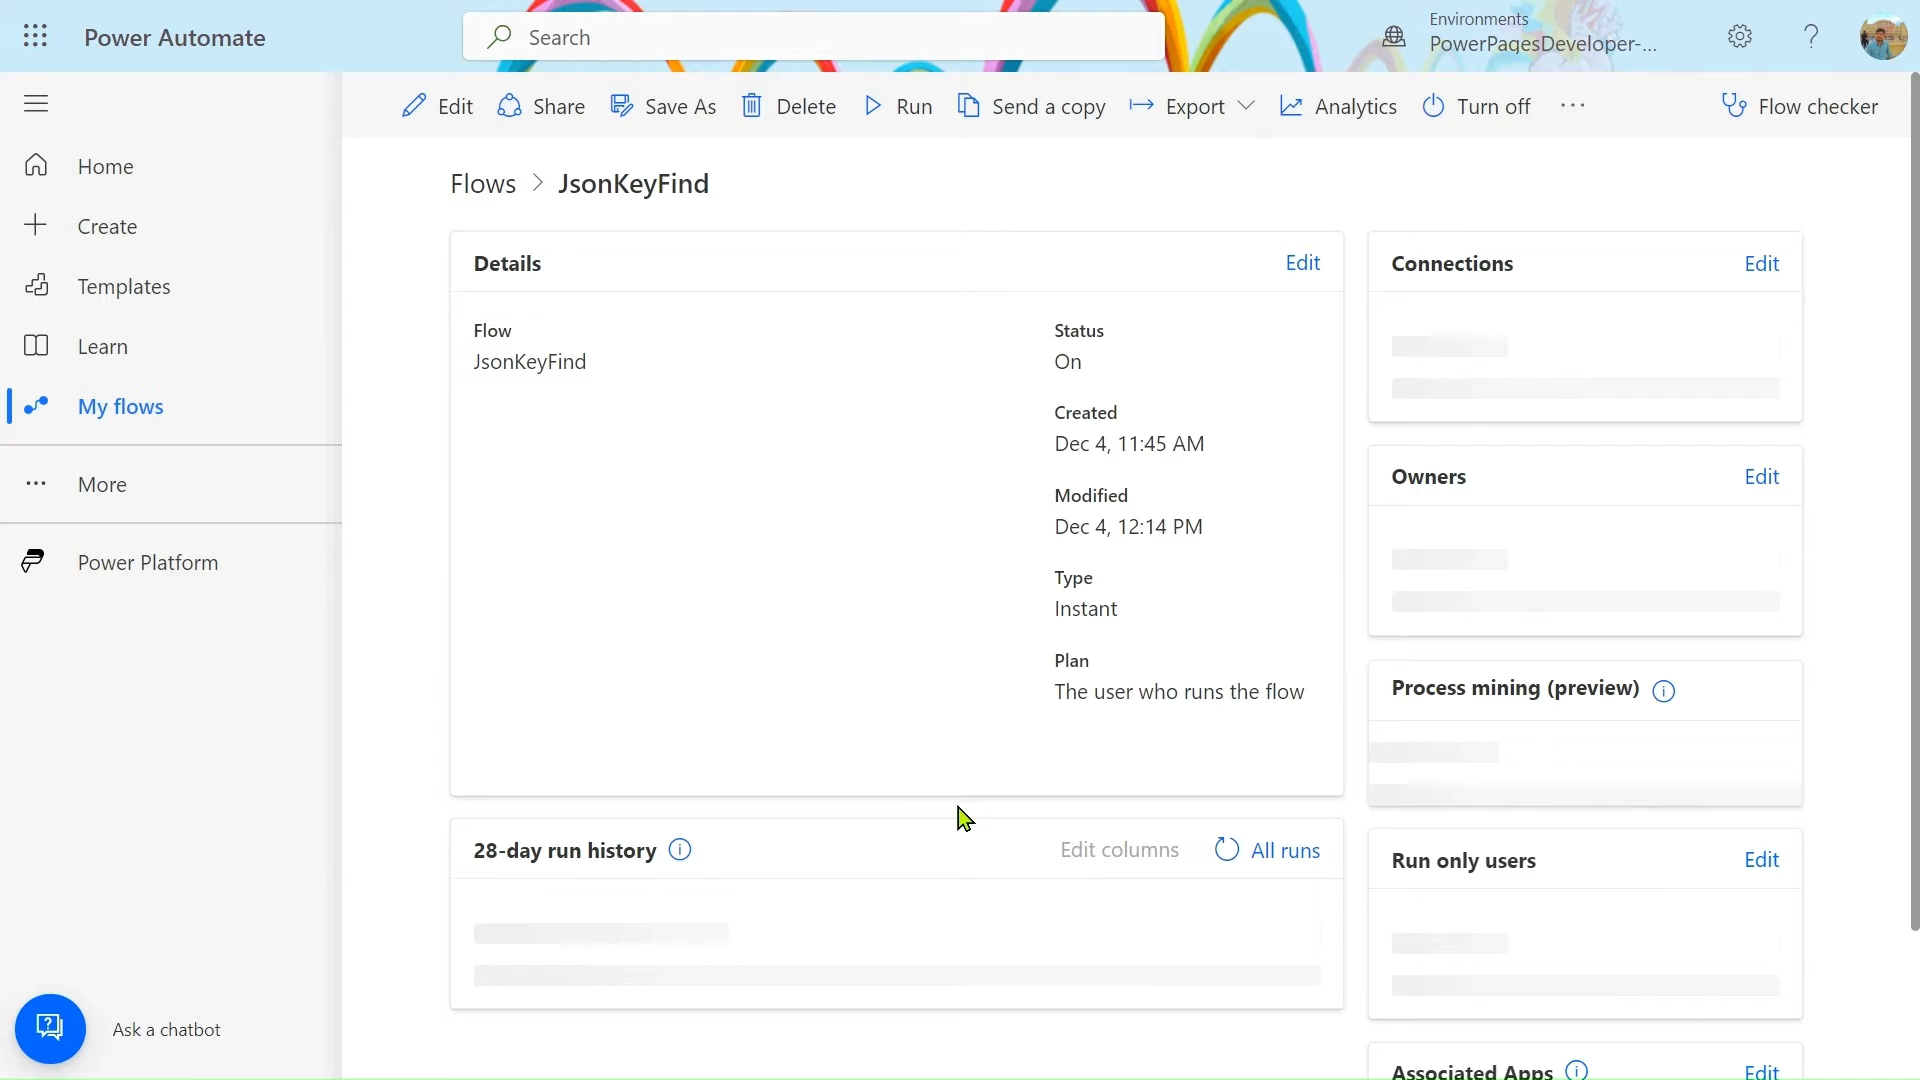 Power Automate
Search
Environments
PowerPagesDeveloper-...
Edit
Share
Save As
Delete
Run
Send a copy
Export
Analytics
Turn off
...
Flow checker
Home
Create
Templates
Learn
My flows
More
Power Platform
Ask a chatbot
Flows > JsonKeyFind
Details
Edit
Flow
JsonKeyFind
Status
On
Created
Dec 4, 11:45 AM
Modified
Dec 4, 12:14 PM
Type
Instant
Plan
The user who runs the flow
28-day run history
Edit columns
All runs
Connections
Edit
Owners
Edit
Process mining (preview)
Run only users
Edit
Associated Apps
Edit